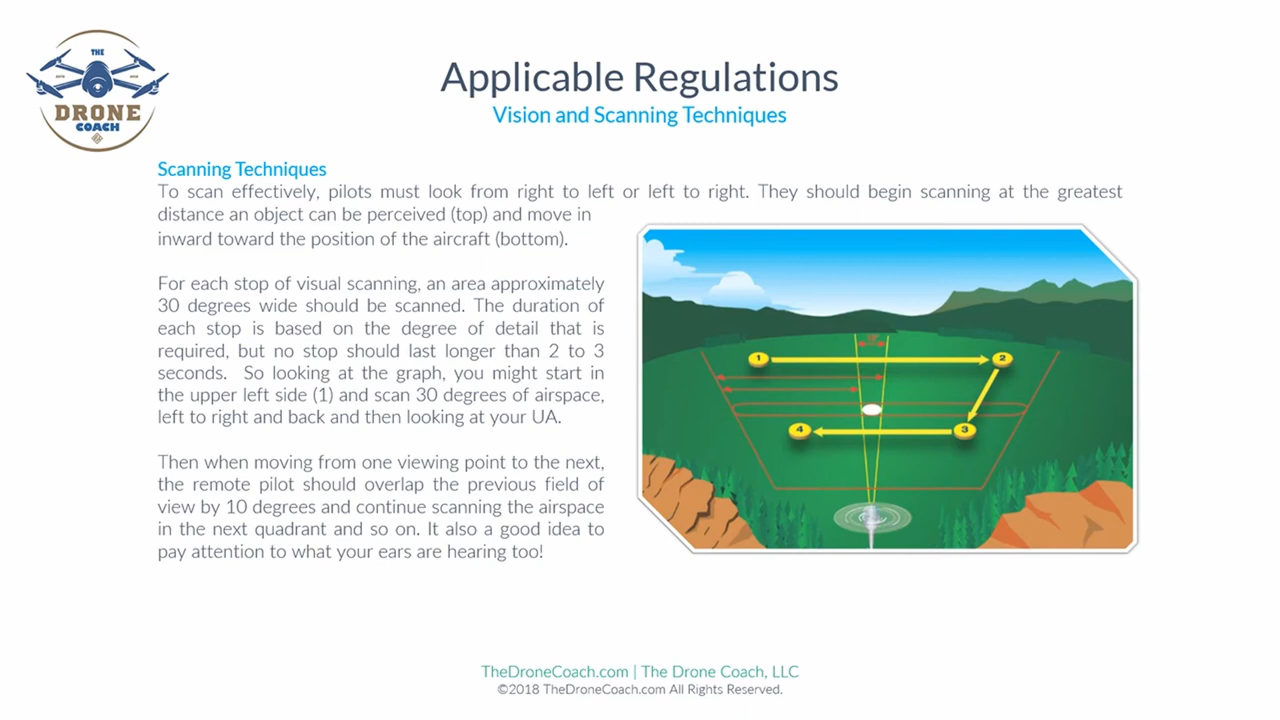 THE
DRONE
COACH
Applicable Regulations
Vision and Scanning Techniques
Scanning Techniques
To scan effectively, pilots must look from right to left or left to right. They should begin scanning at the greatest
distance an object can be perceived (top) and move in
inward toward the position of the aircraft (bottom).
For each stop of visual scanning, an area approximately
30 degrees wide should be scanned. The duration of
each stop is based on the degree of detail that is
required, but no stop should last longer than 2 to 3
seconds. So looking at the graph, you might start in
the upper left side (1) and scan 30 degrees of airspace,
left to right and back and then looking at your UA.
Then when moving from one viewing point to the next,
the remote pilot should overlap the previous field of
view by 10 degrees and continue scanning the airspace
in the next quadrant and so on. It also a good idea to
pay attention to what your ears are hearing too!
1
2
3
4
TheDroneCoach.com | The Drone Coach, LLC
©2018 TheDroneCoach.com All Rights Reserved.